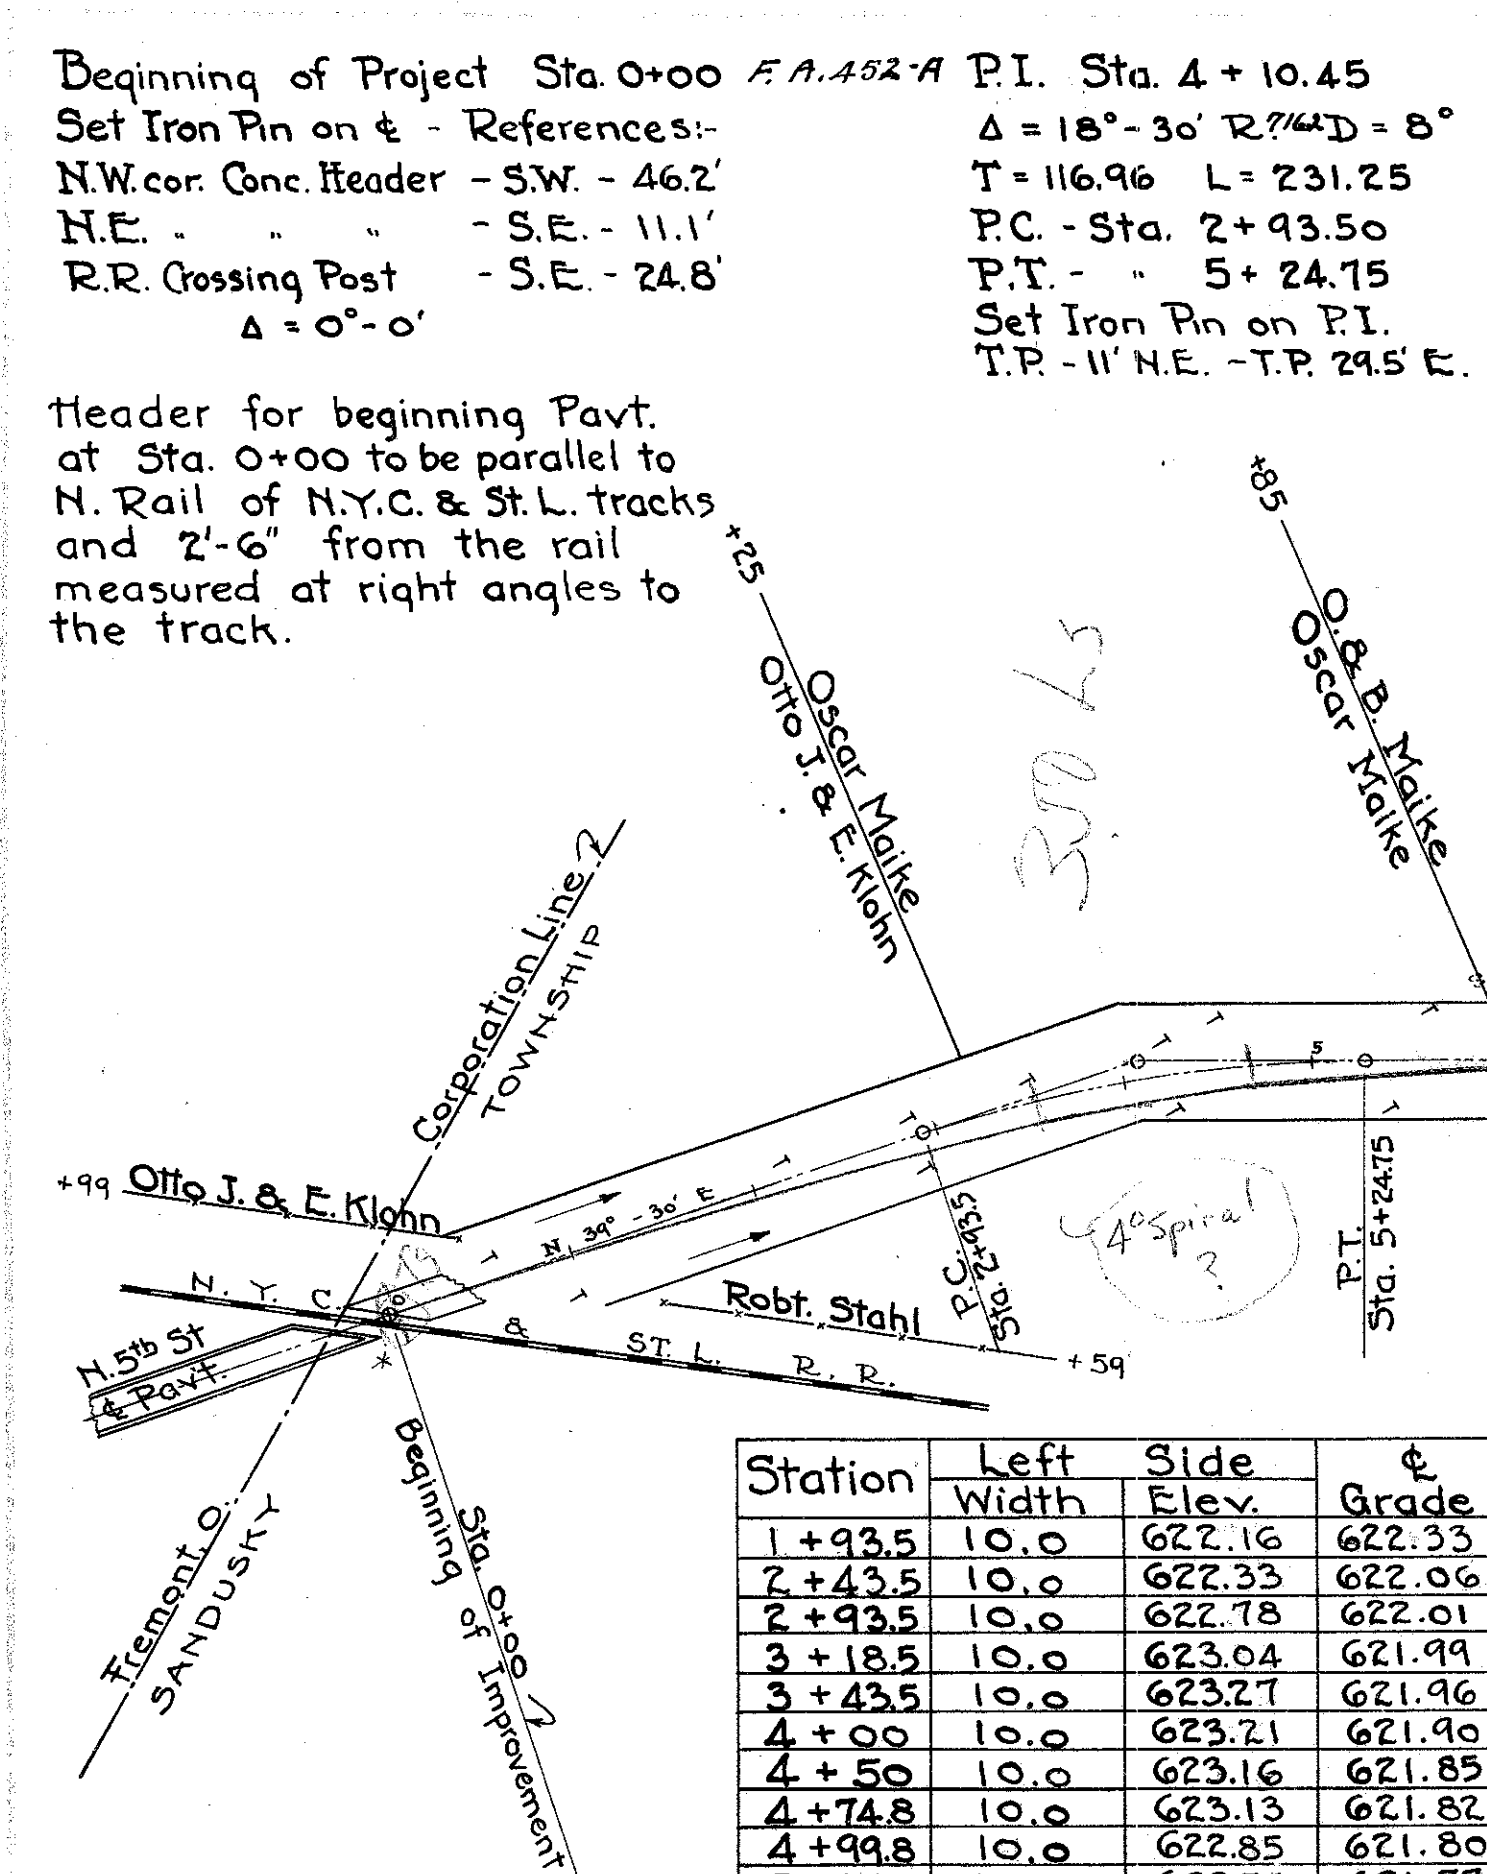 Beginning of Project Sta. 0+00 F.A.452-A
Set Iron Pin on ℄ - References:-
N.W. cor. Conc. Header - S.W. - 46.2'
N.E. " " " - S.E. - 11.1'
R.R. Crossing Post - S.E. - 24.8'
Δ = 0°-0'
P.I. Sta. 4 + 10.45
Δ = 18°-30' R D = 8°
T = 116.96 L = 231.25
P.C. - Sta. 2+93.50
P.T. - " 5+24.75
Set Iron Pin on P.I.
T.P. - 11' N.E. - T.P. 29.5' E.
Header for beginning Pavt.
at Sta. 0+00 to be parallel to
N. Rail of N.Y.C. & St. L. tracks
and 2'-6" from the rail
measured at right angles to
the track.
+25
Oscar Maike
Otto J. & E. Klohn
+85
O. & B. Maike
Oscar Maike
Corporation Line
TOWNSHIP
+99 Otto J. & E. Klohn
N 39°-30' E
5
T
T
T
T
T
T
T
T
T
T
T
T
T
N. Y. C. & ST. L. R. R.
0
*
N. 5th St
℄ Pavt.
Robt. Stahl
+59
P.C.
Sta. 2+93.5
4° Spiral
?
P.T.
Sta. 5+24.75
Fremont, O.
SANDUSKY
Sta. 0+00
Beginning of Improvement
Station Left Side ℄
Width Elev. Grade
1 +93.5 10.0 622.16 622.33
2 +43.5 10.0 622.33 622.06
2 +93.5 10.0 622.78 622.01
3 + 18.5 10.0 623.04 621.99
3 + 43.5 10.0 623.27 621.96
4 + 00 10.0 623.21 621.90
4 + 50 10.0 623.16 621.85
4 +74.8 10.0 623.13 621.82
4 +99.8 10.0 622.85 621.80